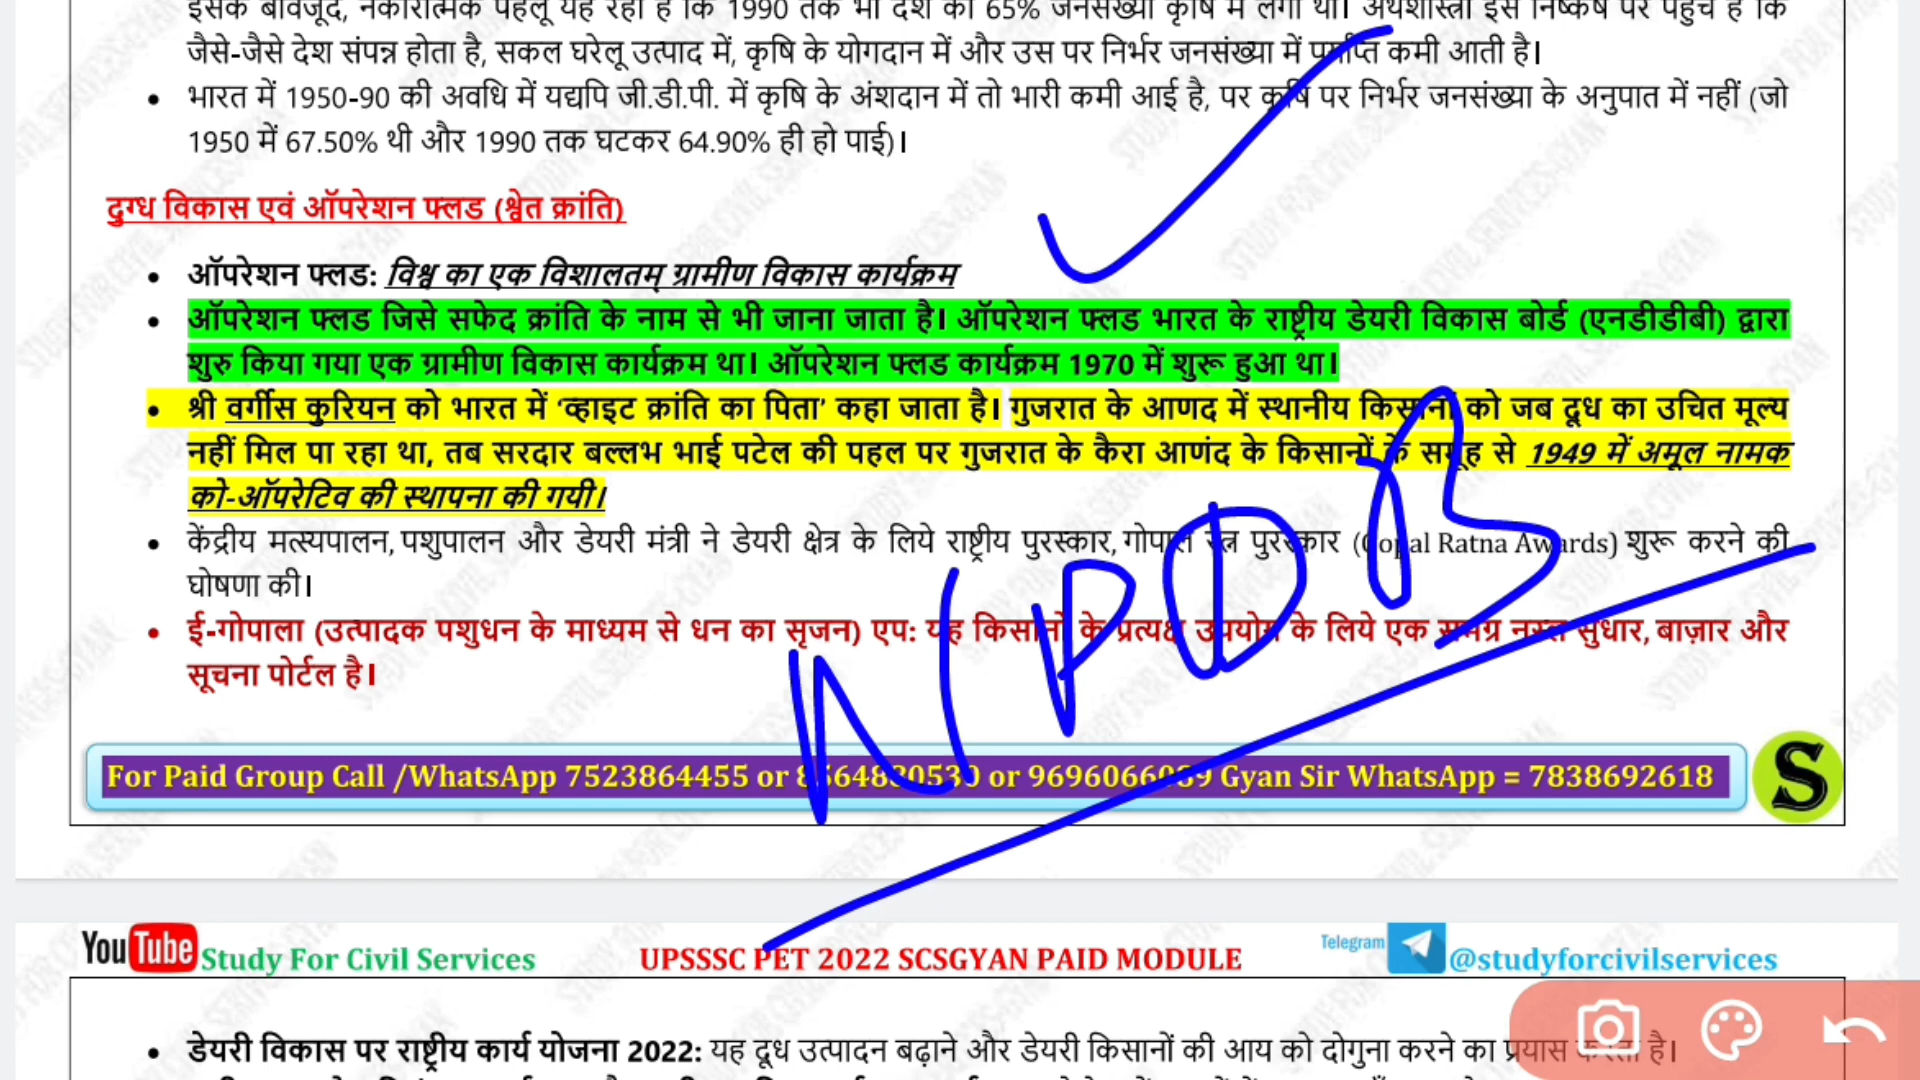 इसके बावजूद, नकारात्मक पहलू यह रहा है कि 1990 तक भी देश की 65% जनसंख्या कृषि में लगी थी। अर्थशास्त्री इस निष्कर्ष पर पहुंचे हैं कि
जैसे-जैसे देश संपन्न होता है, सकल घरेलू उत्पाद में, कृषि के योगदान में और उस पर निर्भर जनसंख्या में पर्याप्त कमी आती है।
• भारत में 1950-90 की अवधि में यद्यपि जी.डी.पी. में कृषि के अंशदान में तो भारी कमी आई है, पर कृषि पर निर्भर जनसंख्या के अनुपात में नहीं (जो
1950 में 67.50% थी और 1990 तक घटकर 64.90% ही हो पाई)।
दुग्ध विकास एवं ऑपरेशन फ्लड (श्वेत क्रांति)
• ऑपरेशन फ्लड: विश्व का एक विशालतम् ग्रामीण विकास कार्यक्रम
• ऑपरेशन फ्लड जिसे सफेद क्रांति के नाम से भी जाना जाता है। ऑपरेशन फ्लड भारत के राष्ट्रीय डेयरी विकास बोर्ड (एनडीडीबी) द्वारा
शुरु किया गया एक ग्रामीण विकास कार्यक्रम था। ऑपरेशन फ्लड कार्यक्रम 1970 में शुरू हुआ था।
• श्री वर्गीस कुरियन को भारत में ‘व्हाइट क्रांति का पिता’ कहा जाता है। गुजरात के आणद में स्थानीय किसानों को जब दूध का उचित मूल्य
नहीं मिल पा रहा था, तब सरदार बल्लभ भाई पटेल की पहल पर गुजरात के कैरा आणंद के किसानों के समूह से 1949 में अमूल नामक
को-ऑपरेटिव की स्थापना की गयी।
• केंद्रीय मत्स्यपालन, पशुपालन और डेयरी मंत्री ने डेयरी क्षेत्र के लिये राष्ट्रीय पुरस्कार, गोपाल रत्न पुरस्कार (Gopal Ratna Awards) शुरू करने की
घोषणा की।
• ई-गोपाला (उत्पादक पशुधन के माध्यम से धन का सृजन) एप: यह किसानों के प्रत्यक्ष उपयोग के लिये एक समग्र नस्ल सुधार, बाज़ार और
सूचना पोर्टल है।
For Paid Group Call /WhatsApp 7523864455 or or Gyan Sir WhatsApp = 7838692618
S
YouTube Study For Civil Services UPSSSC PET 2022 SCSGYAN PAID MODULE Telegram @studyforcivilservices
• डेयरी विकास पर राष्ट्रीय कार्य योजना 2022: यह दूध उत्पादन बढ़ाने और डेयरी किसानों की आय को दोगुना करने का प्रयास करता है।